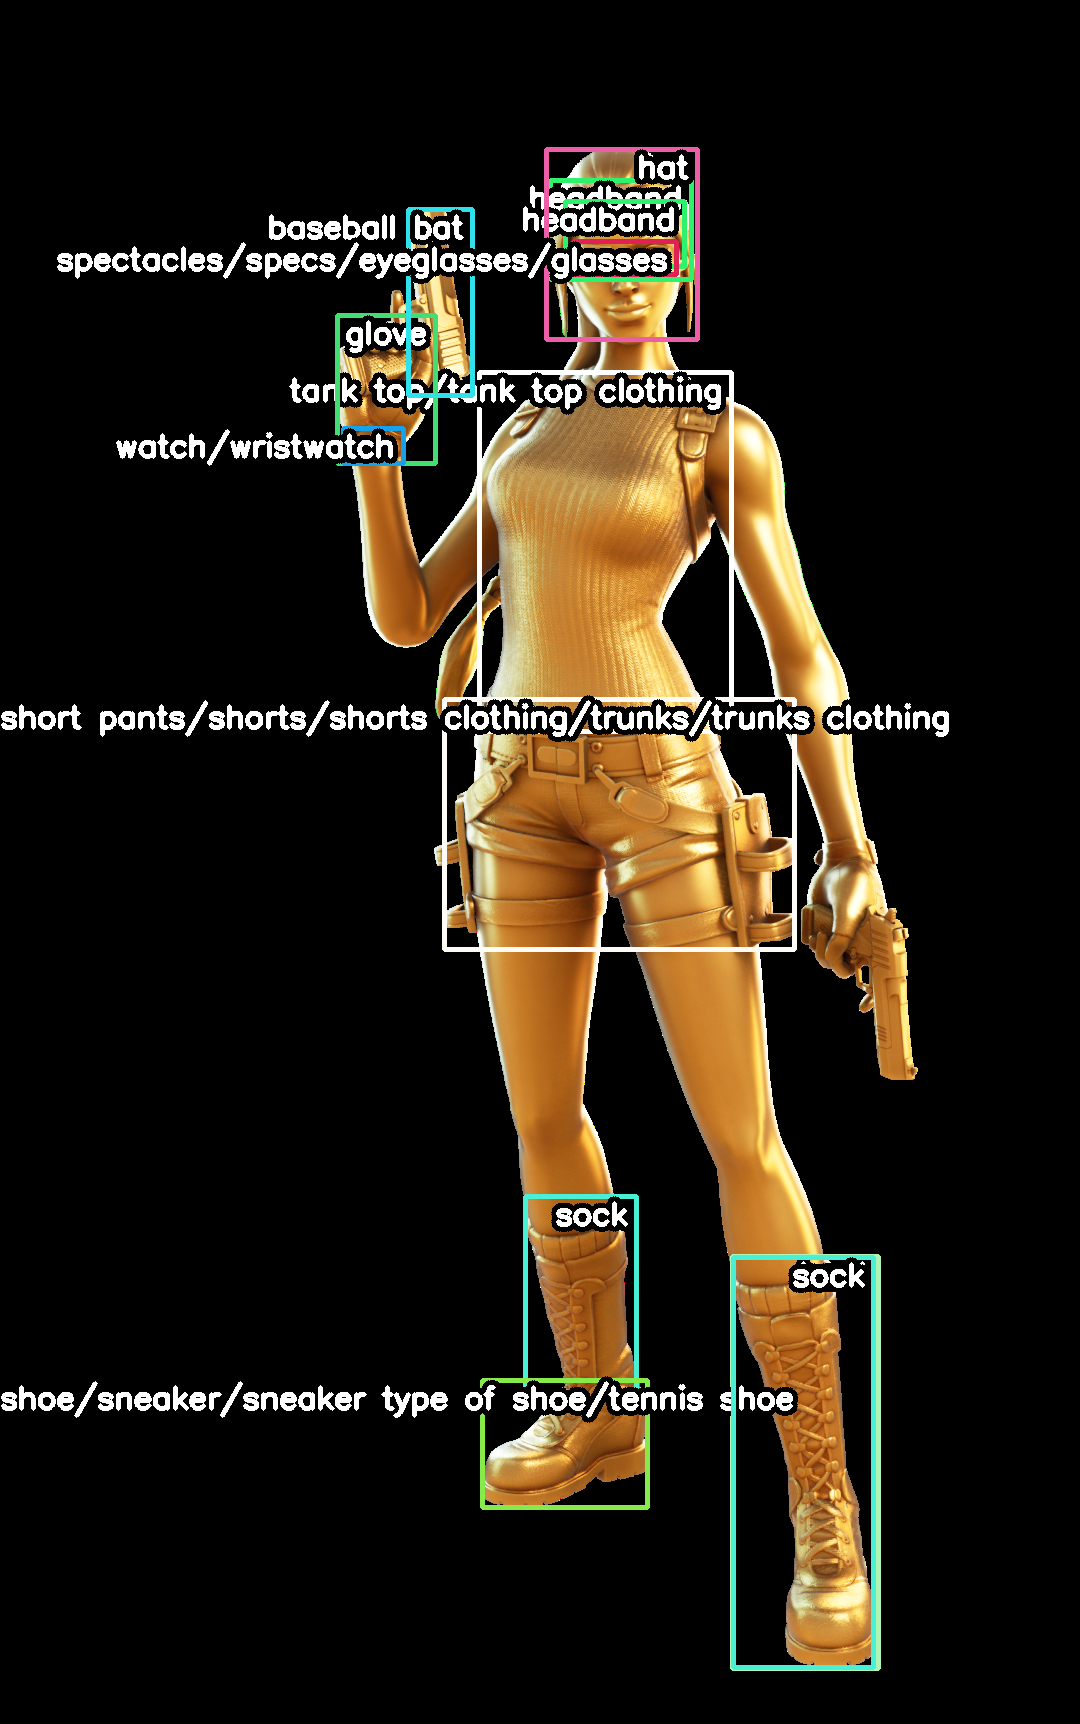 hat
headband
headband
baseball bat
spectacles/specs/eyeglasses/glasses
glove
tank top/tank top clothing
watch/wristwatch
short pants/shorts/shorts clothing/trunks/trunks clothing
sock
sock
shoe/sneaker/sneaker type of shoe/tennis shoe